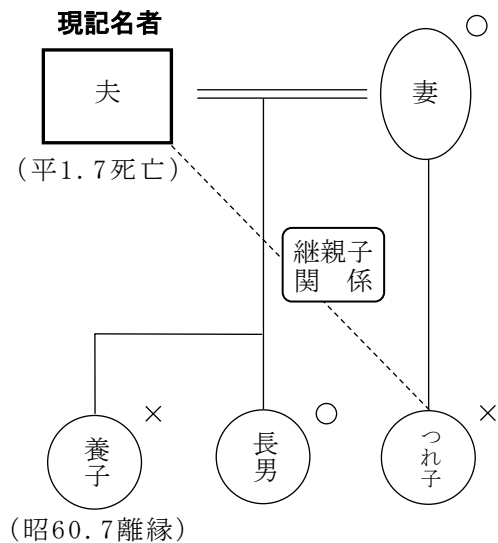 現記名者
夫
妻
○
(平1.7死亡)
継親子
関 係
養子
×
長男
○
つれ子
×
(昭60.7離縁)